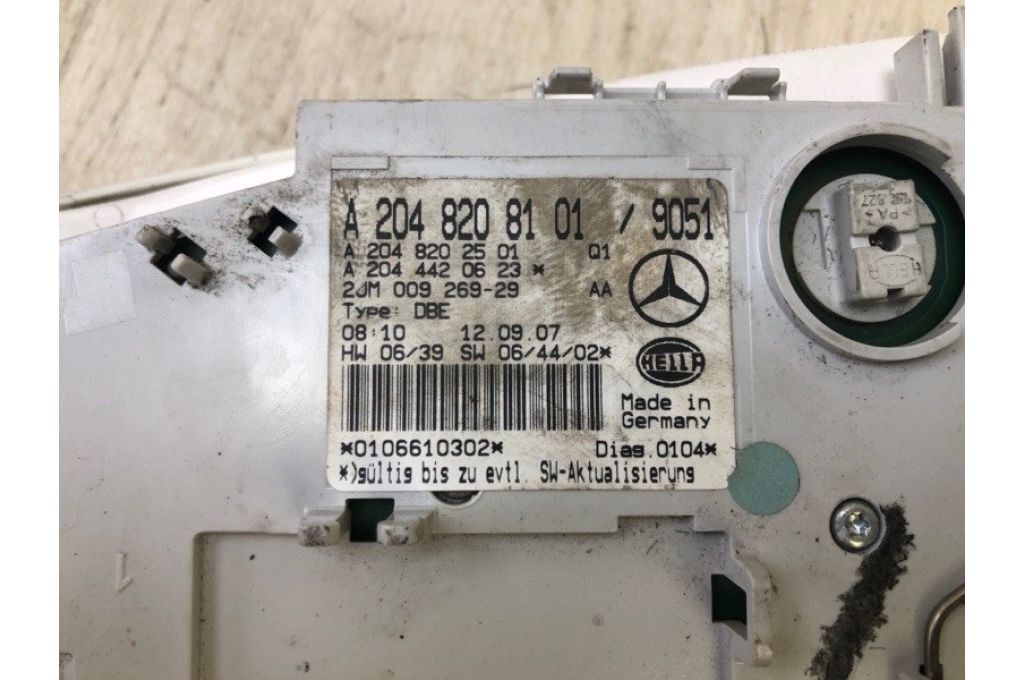 A 204 820 81 01 / 9051
A 204 820 25 01 Q1
A 204 442 06 23 *
2JM 009 269-29 AA
Type: DBE
08:10 12.09.07
HW 06/39 SW 06/44/02*
HELLA
Made in
Germany
*0106610302* Diag.0104*
*)gültig bis zu evtl. SW-Aktualisierung
HELLA